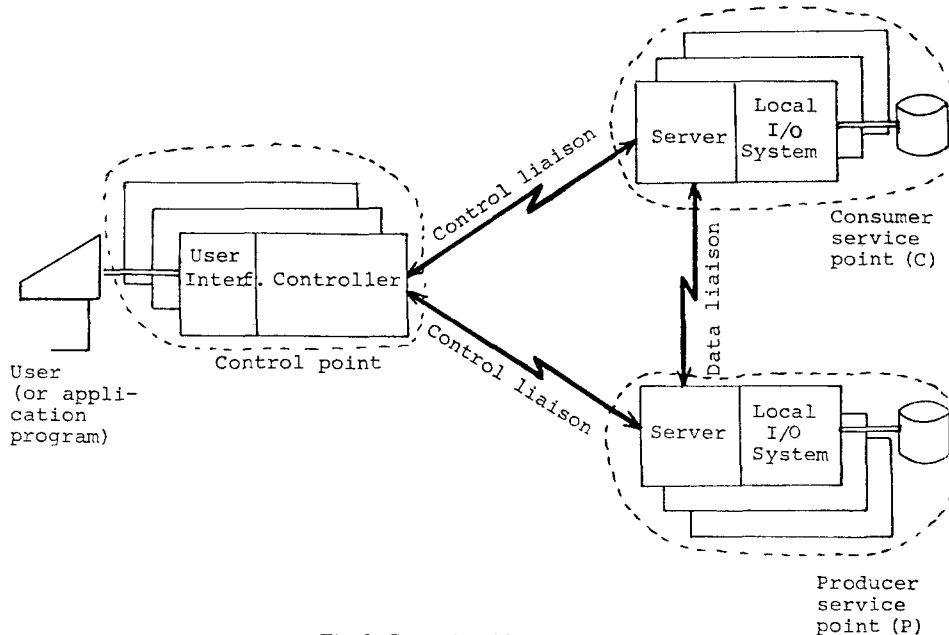 Local
I/O
Server
System
Control liaison
Consumer
service
point (C)
User
Interf. Controller
Data liaison
Control point
Control liaison
User
(or appli-
cation
program)
Local
I/O
Server
System
Producer
service
point (P)